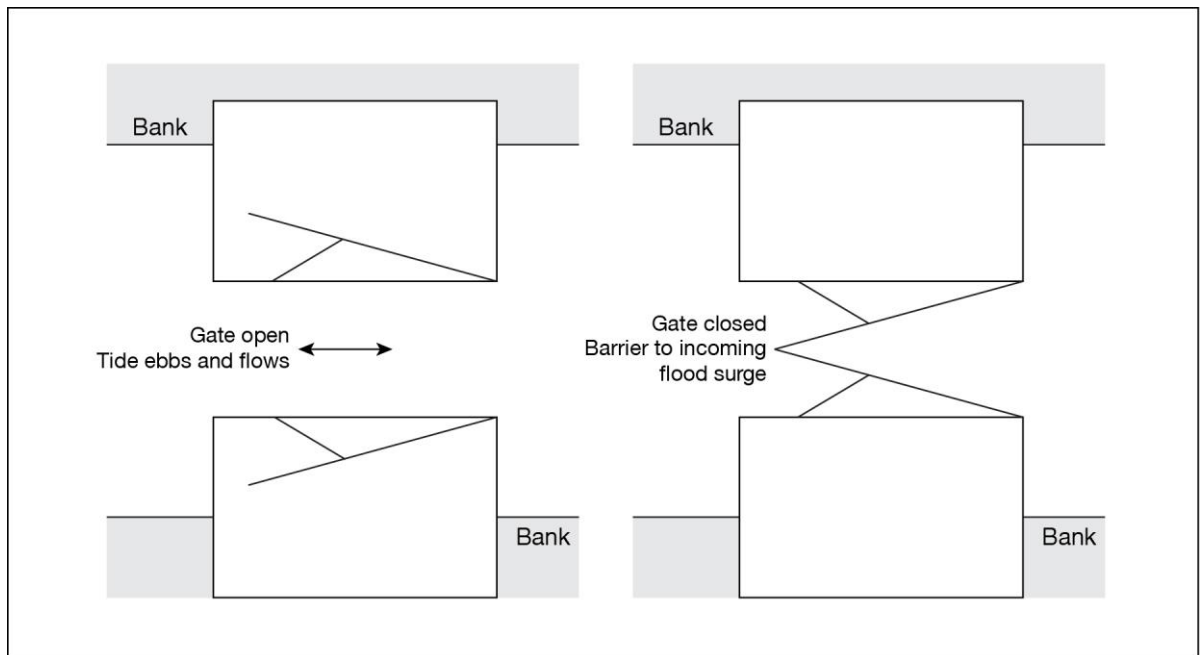 Bank
Gate open
Tide ebbs and flows
Bank
Bank
Gate closed
Barrier to incoming
flood surge
Bank